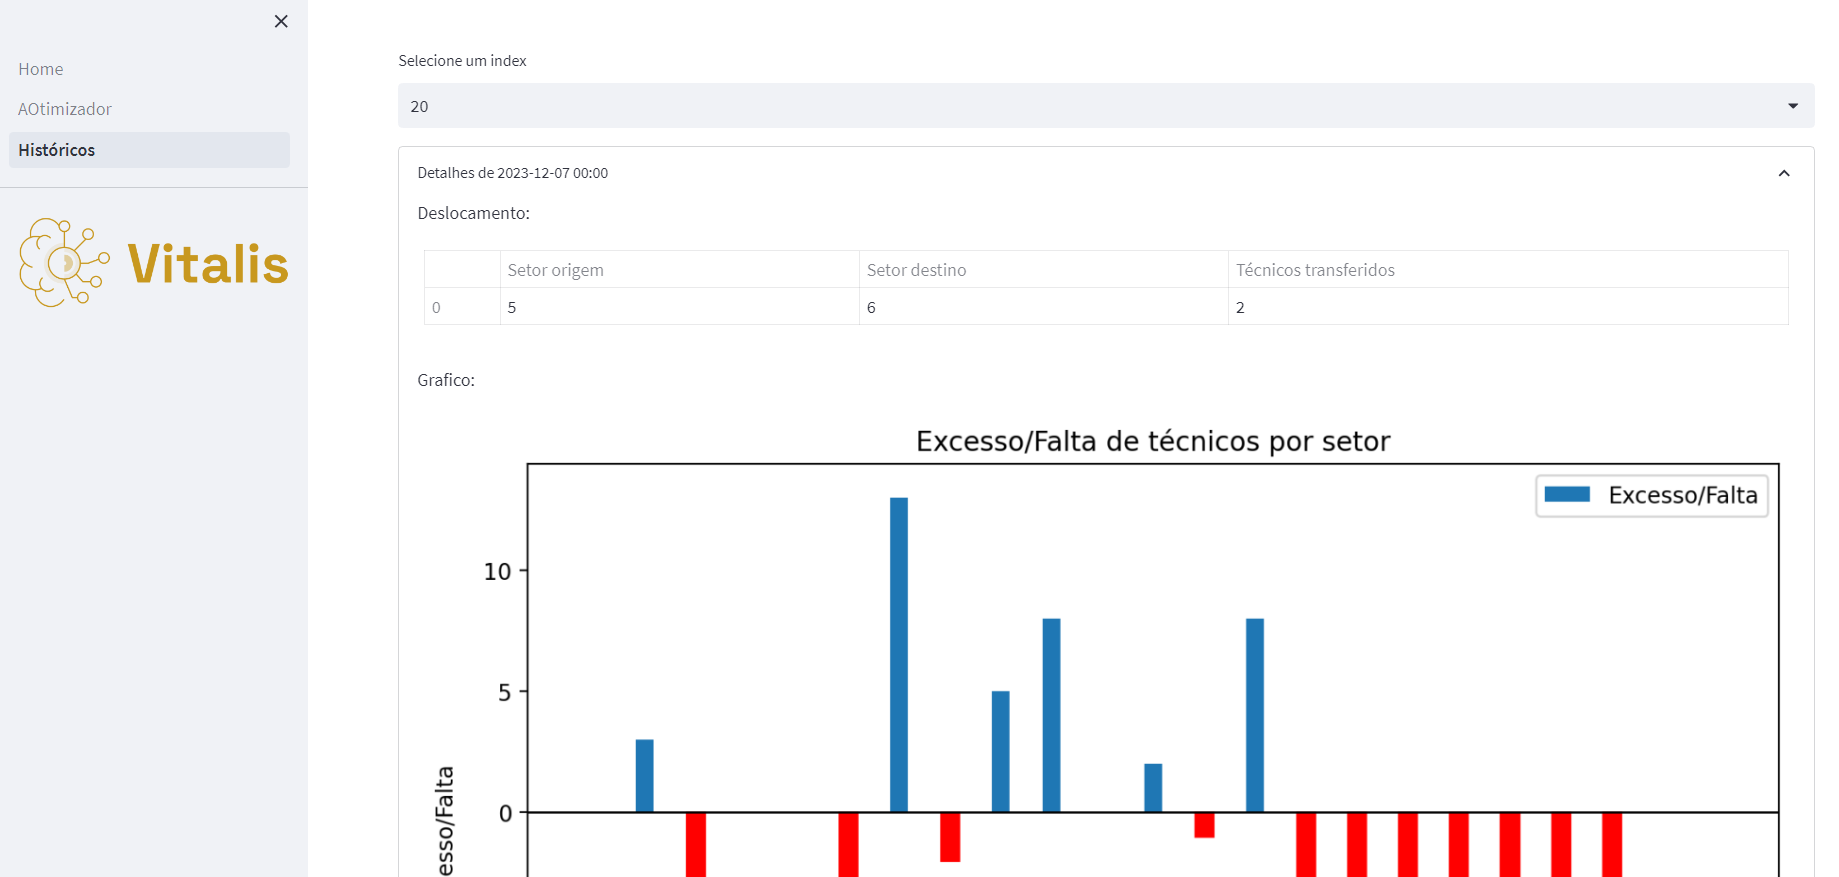 Home
AOtimizador
Históricos
Vitalis
Selecione um index
20
Detalhes de 2023-12-07 00:00
Deslocamento:
Setor origem Setor destino Técnicos transferidos
0 5 6 2
Grafico:
Excesso/Falta de técnicos por setor
Excesso/Falta
10
5
0
esso/Falta